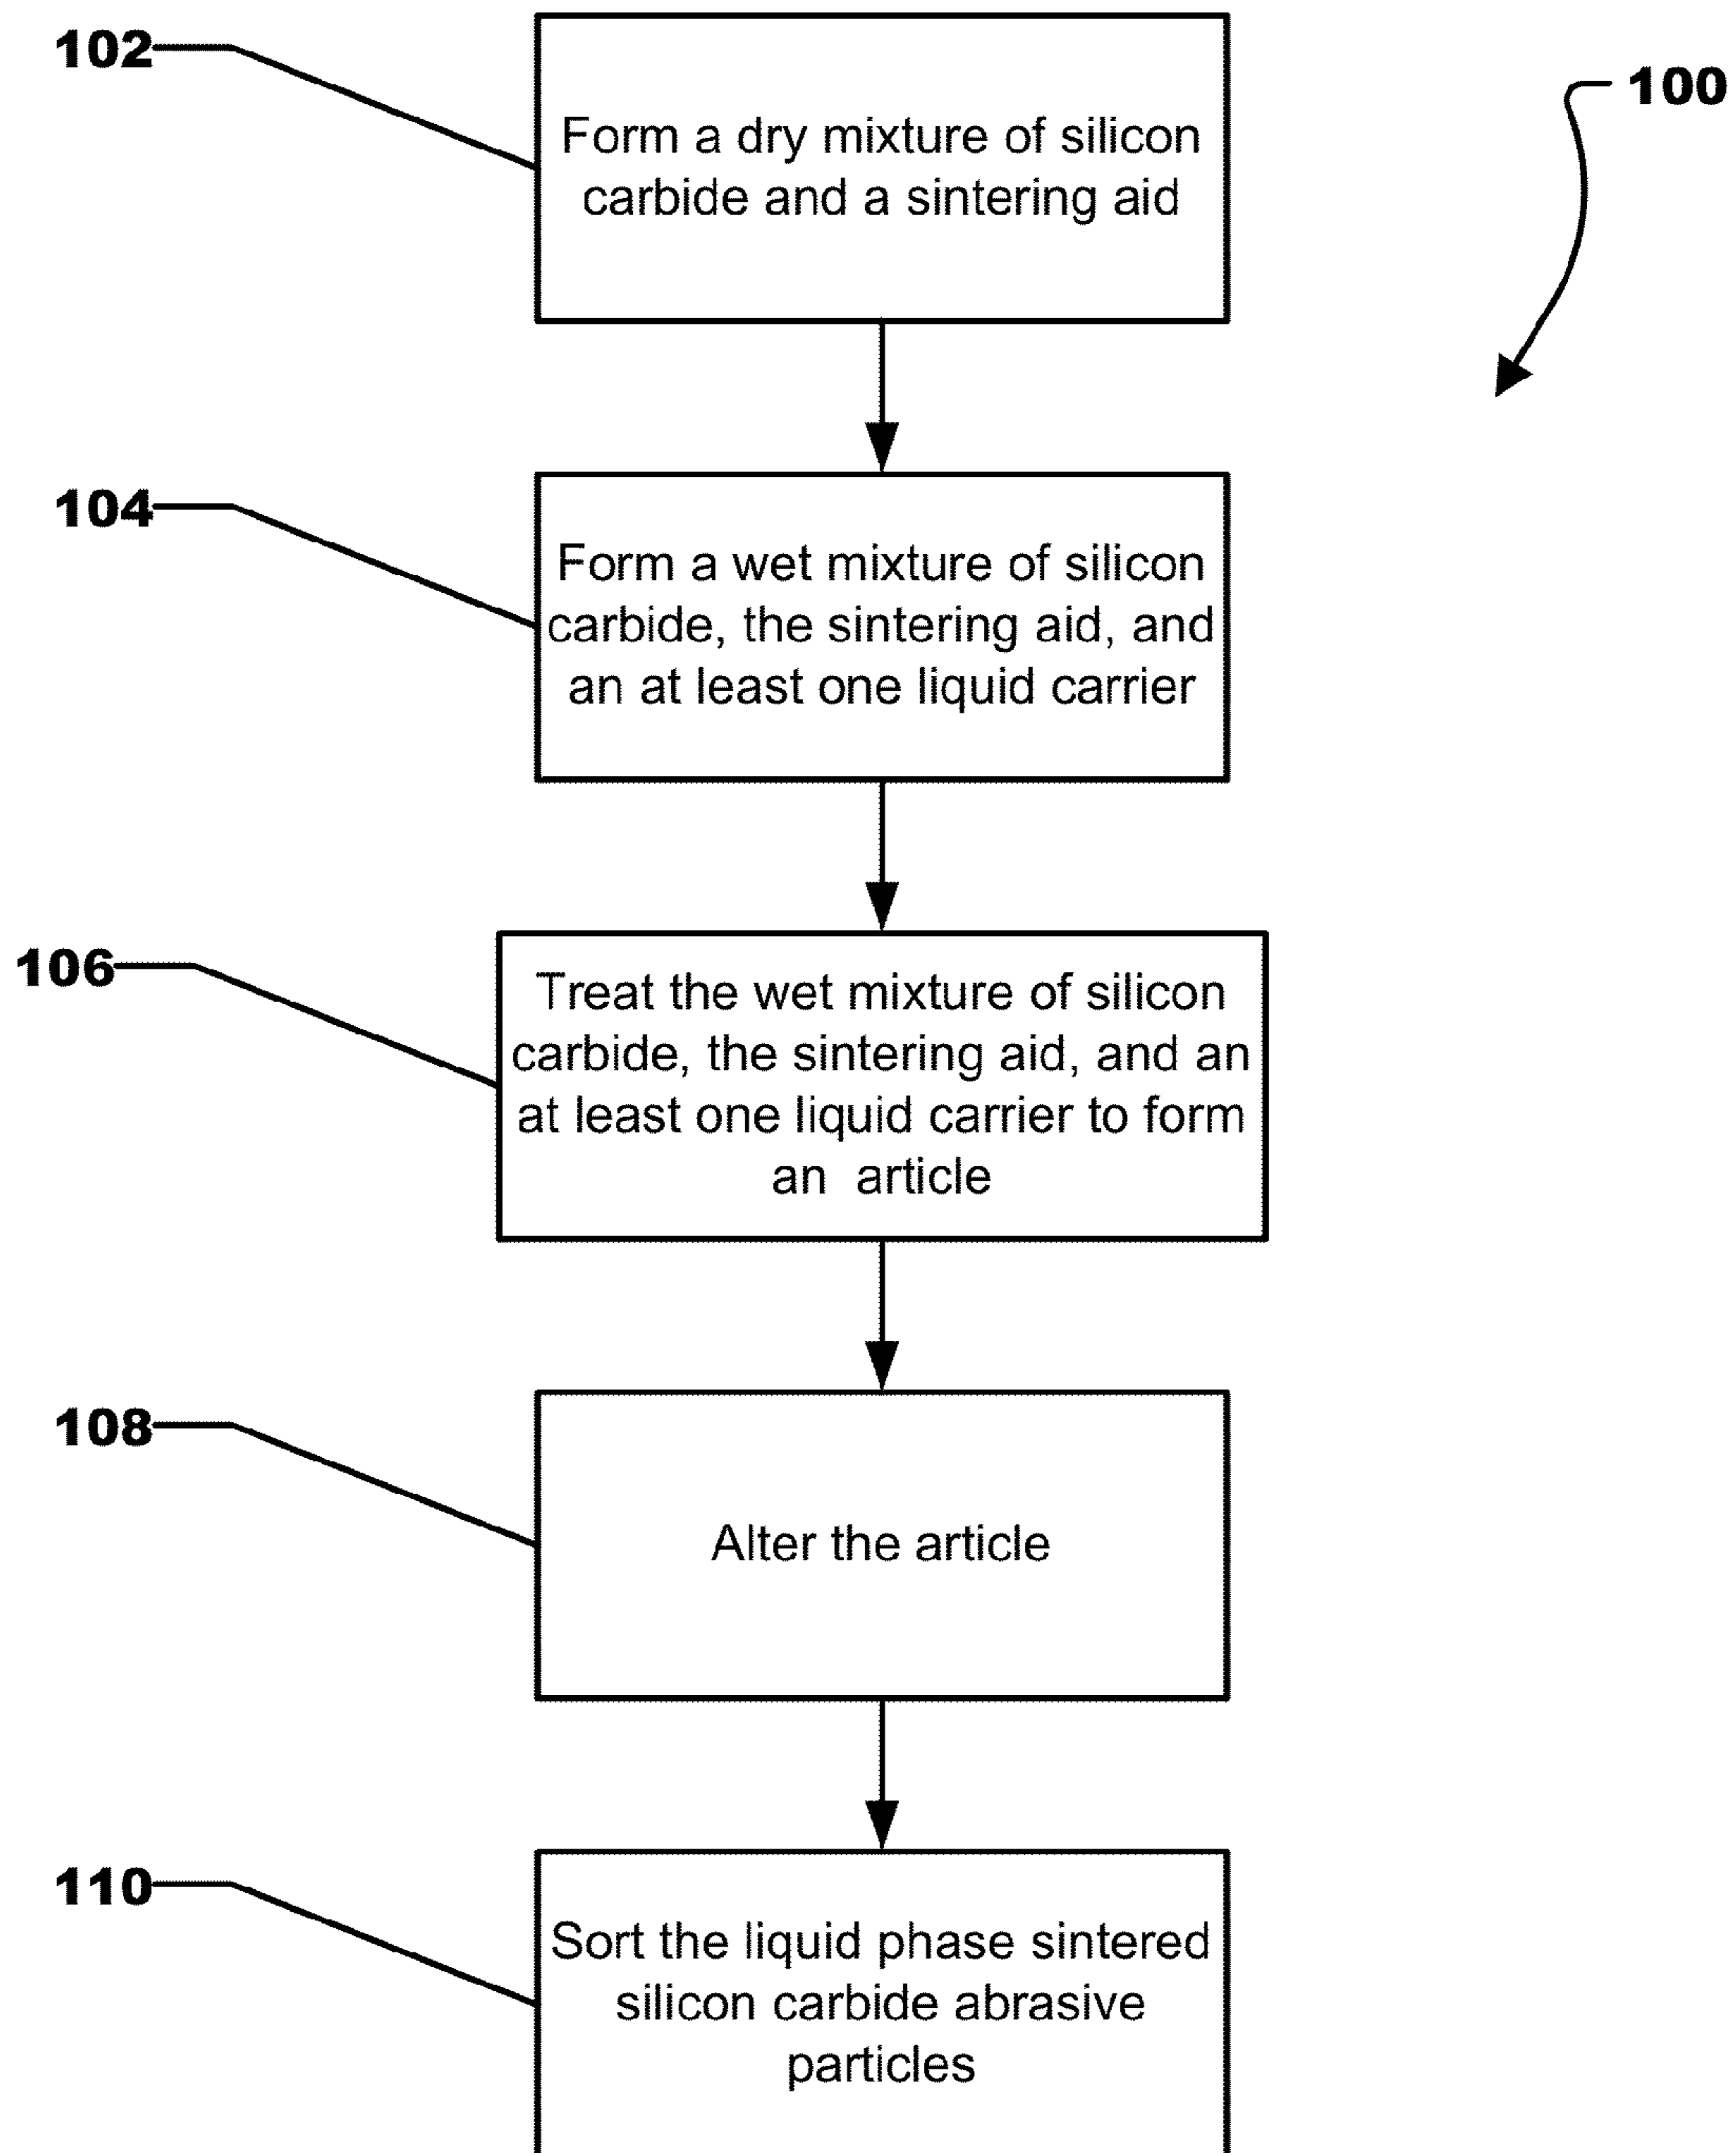 102
100
Form a dry mixture of silicon
carbide and a sintering aid
104
Form a wet mixture of silicon
carbide, the sintering aid, and
an at least one liquid carrier
106
Treat the wet mixture of silicon
carbide, the sintering aid, and an
at least one liquid carrier to form
an article
108
Alter the article
110
Sort the liquid phase sintered
silicon carbide abrasive
particles